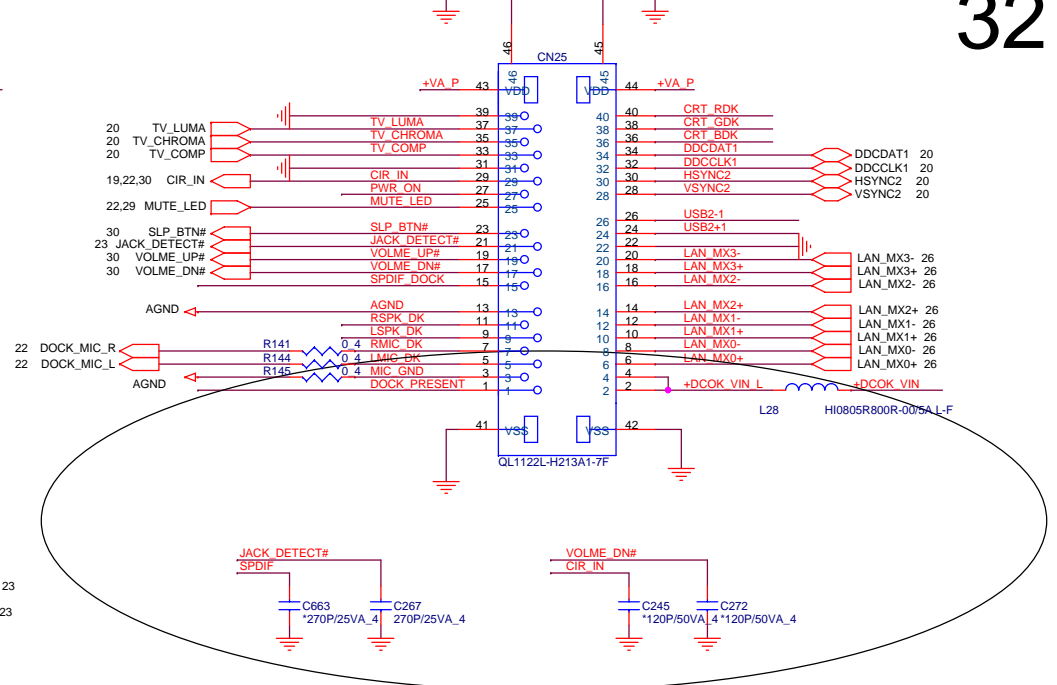 32
46 45
CN25
46 45
+VA_P 43 VDD VDD 44 +VA_P
39 39 40 40 CRT_RDK
20 TV_LUMA TV_LUMA 37 37 38 38 CRT_GDK
20 TV_CHROMA TV_CHROMA 35 35 36 36 CRT_BDK
20 TV_COMP TV_COMP 33 33 34 34 DDCDAT1 DDCDAT1 20
31 31 32 32 DDCCLK1 DDCCLK1 20
19,22,30 CIR_IN CIR_IN 29 29 30 30 HSYNC2 HSYNC2 20
PWR_ON 27 27 28 28 VSYNC2 VSYNC2 20
22,29 MUTE_LED MUTE_LED 25 25
26 26 USB2-1
30 SLP_BTN# SLP_BTN# 23 23 24 24 USB2+1
23 JACK_DETECT# JACK_DETECT# 21 21 22 22
30 VOLME_UP# VOLME_UP# 19 19 20 20 LAN_MX3- LAN_MX3- 26
30 VOLME_DN# VOLME_DN# 17 17 18 18 LAN_MX3+ LAN_MX3+ 26
SPDIF_DOCK 15 15 16 16 LAN_MX2- LAN_MX2- 26
AGND AGND 13 13 14 14 LAN_MX2+ LAN_MX2+ 26
RSPK_DK 11 11 12 12 LAN_MX1- LAN_MX1- 26
LSPK_DK 9 9 10 10 LAN_MX1+ LAN_MX1+ 26
22 DOCK_MIC_R R141 0_4 RMIC_DK 7 7 8 8 LAN_MX0- LAN_MX0- 26
22 DOCK_MIC_L R144 0_4 LMIC_DK 5 5 6 6 LAN_MX0+ LAN_MX0+ 26
AGND R145 0_4 MIC_GND 3 3 4 4
DOCK_PRESENT 1 1 2 2 +DCOK_VIN_L +DCOK_VIN
L28 HI0805R800R-00/5A.L-F
41 VSS VSS 42
QL1122L-H213A1-7F
JACK_DETECT# VOLME_DN#
SPDIF CIR_IN
23
C663 C267 C245 C272
*270P/25VA_4 270P/25VA_4 *120P/50VA_4 *120P/50VA_4
23